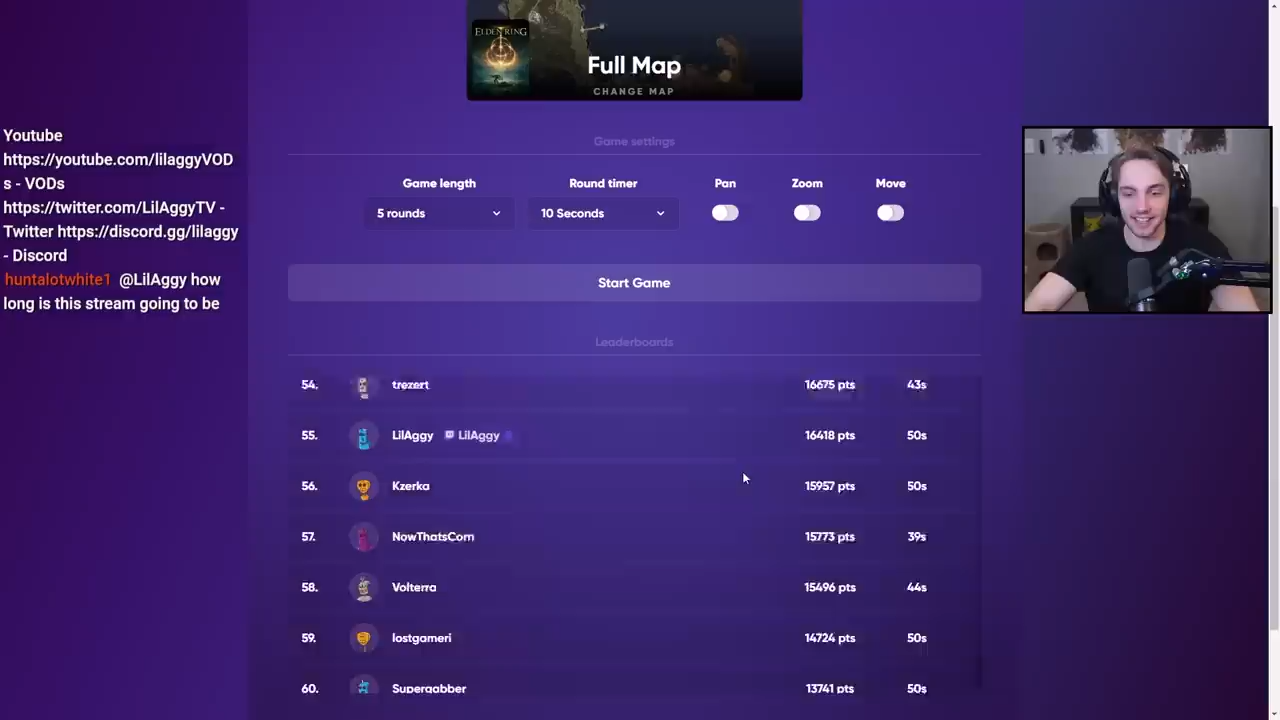 ELDEN RING
Full Map
CHANGE MAP
Youtube
https://youtube.com/lilaggyVOD
s - VODs
https://twitter.com/LilAggyTV -
Twitter https://discord.gg/lilaggy
- Discord
huntalotwhite1 @LilAggy how
long is this stream going to be
Game settings
Game length Round timer Pan Zoom Move
5 rounds 10 Seconds
Start Game
Leaderboards
54. trezert 16675 pts 43s
55. LilAggy LilAggy 16418 pts 50s
56. Kzerka 15957 pts 50s
57. NowThatsCorn 15773 pts 39s
58. Volterra 15496 pts 44s
59. lostgameri 14724 pts 50s
60. Supergabber 13741 pts 50s